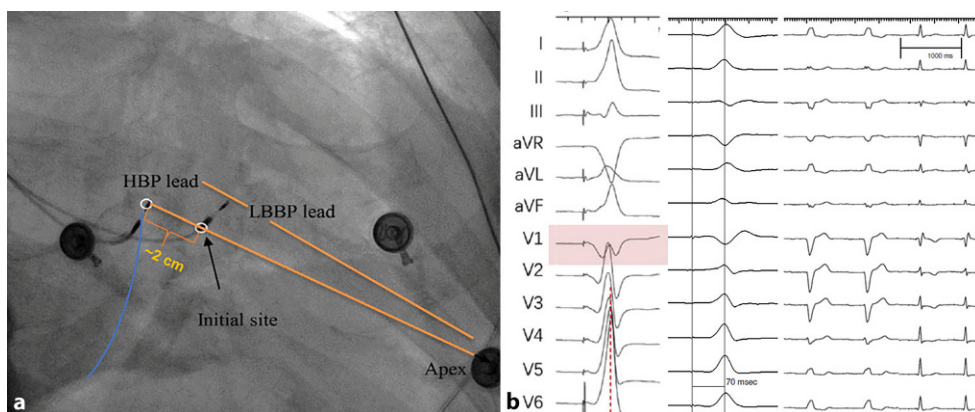 HBP lead
LBBP lead
~2 cm
Initial site
Apex
a
I
II
III
aVR
aVL
aVF
V1
V2
V3
V4
V5
V6
b
70 msec
1000 ms